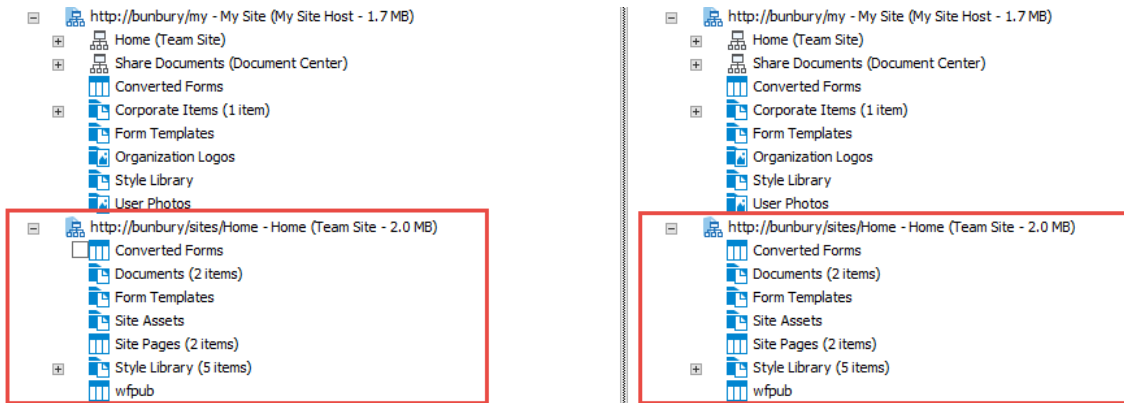 http://bunbury/my - My Site (My Site Host - 1.7 MB)
Home (Team Site)
Share Documents (Document Center)
Converted Forms
Corporate Items (1 item)
Form Templates
Organization Logos
Style Library
User Photos
http://bunbury/sites/Home - Home (Team Site - 2.0 MB)
Converted Forms
Documents (2 items)
Form Templates
Site Assets
Site Pages (2 items)
Style Library (5 items)
wfpub
http://bunbury/my - My Site (My Site Host - 1.7 MB)
Home (Team Site)
Share Documents (Document Center)
Converted Forms
Corporate Items (1 item)
Form Templates
Organization Logos
Style Library
User Photos
http://bunbury/sites/Home - Home (Team Site - 2.0 MB)
Converted Forms
Documents (2 items)
Form Templates
Site Assets
Site Pages (2 items)
Style Library (5 items)
wfpub